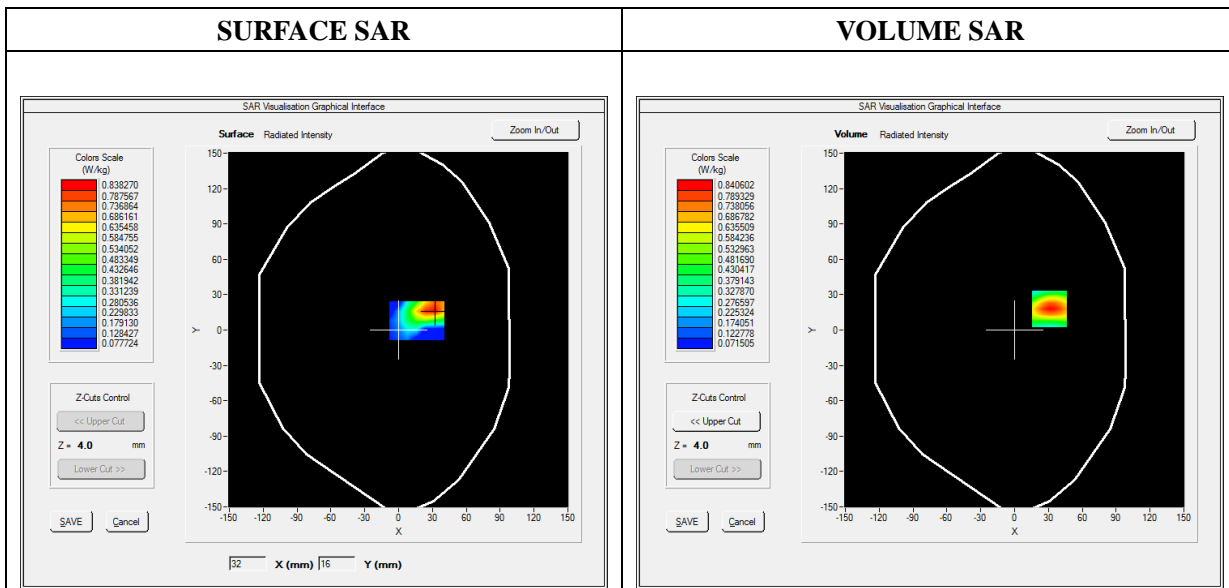 SURFACE SAR
VOLUME SAR
SAR Visualisation Graphical Interface
Surface Radiated Intensity
Zoom In/Out
Colors Scale
(W/kg)
0.838270
0.787567
0.736864
0.686161
0.635458
0.584755
0.534052
0.483349
0.432646
0.381942
0.331239
0.280536
0.229833
0.179130
0.128427
0.077724
Z-Cuts Control
<< Upper Cut
Z = 4.0 mm
Lower Cut >>
SAVE Cancel
150
120
90
60
30
0
-30
-60
-90
-120
-150
Y
-150 -120 -90 -60 -30 0 30 60 90 120 150
X
32 X (mm) 16 Y (mm)
SAR Visualisation Graphical Interface
Volume Radiated Intensity
Zoom In/Out
Colors Scale
(W/kg)
0.840602
0.789329
0.738056
0.686782
0.635509
0.584236
0.532963
0.481690
0.430417
0.379143
0.327870
0.276597
0.225324
0.174051
0.122778
0.071505
Z-Cuts Control
<< Upper Cut
Z = 4.0 mm
Lower Cut >>
SAVE Cancel
150
120
90
60
30
0
-30
-60
-90
-120
-150
Y
-150 -120 -90 -60 -30 0 30 60 90 120 150
X